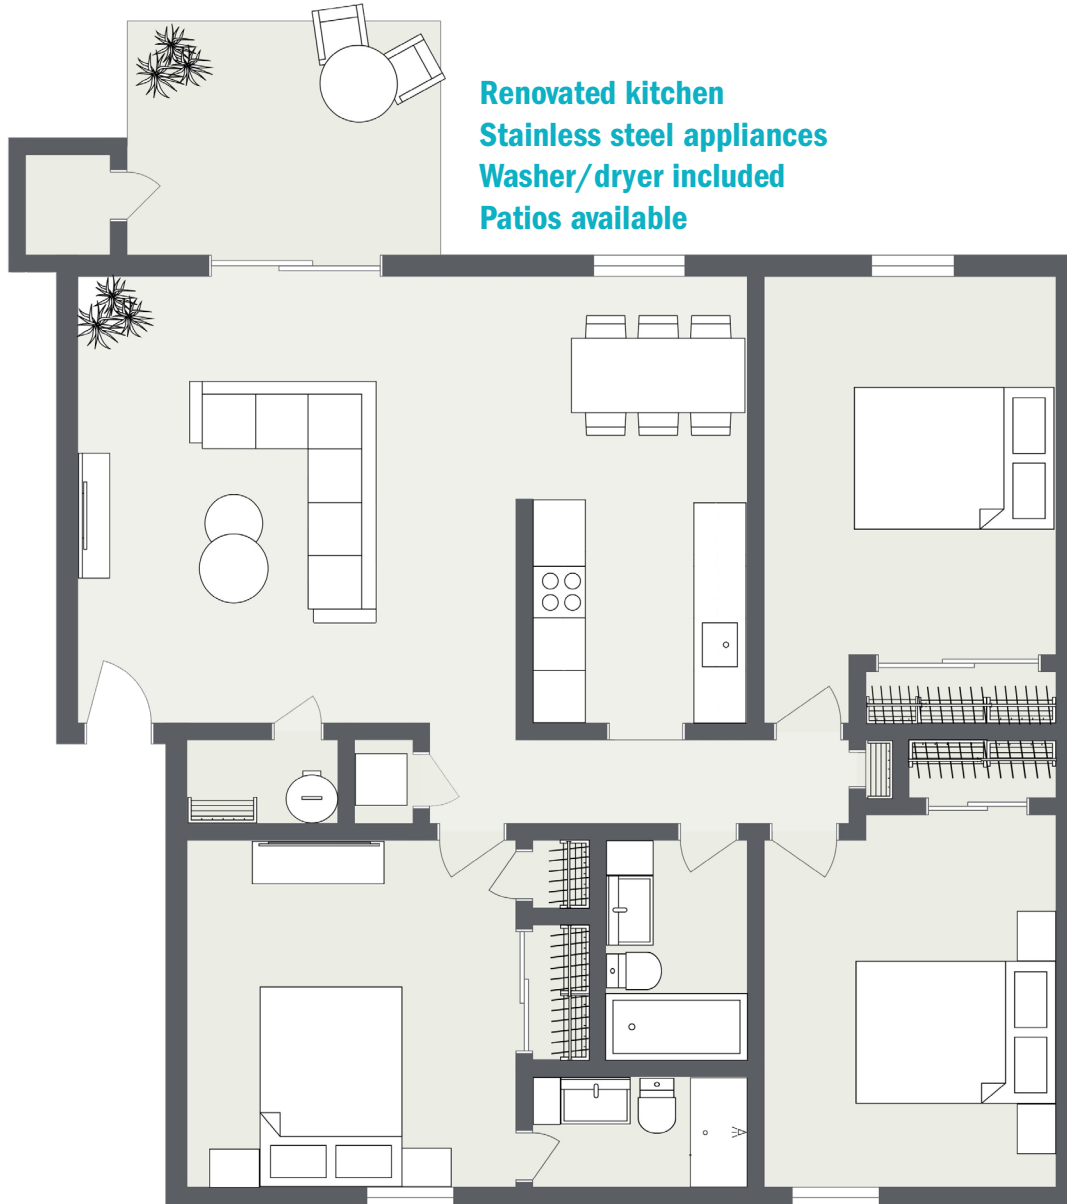 Renovated kitchen
Stainless steel appliances
Washer/dryer included
Patios available